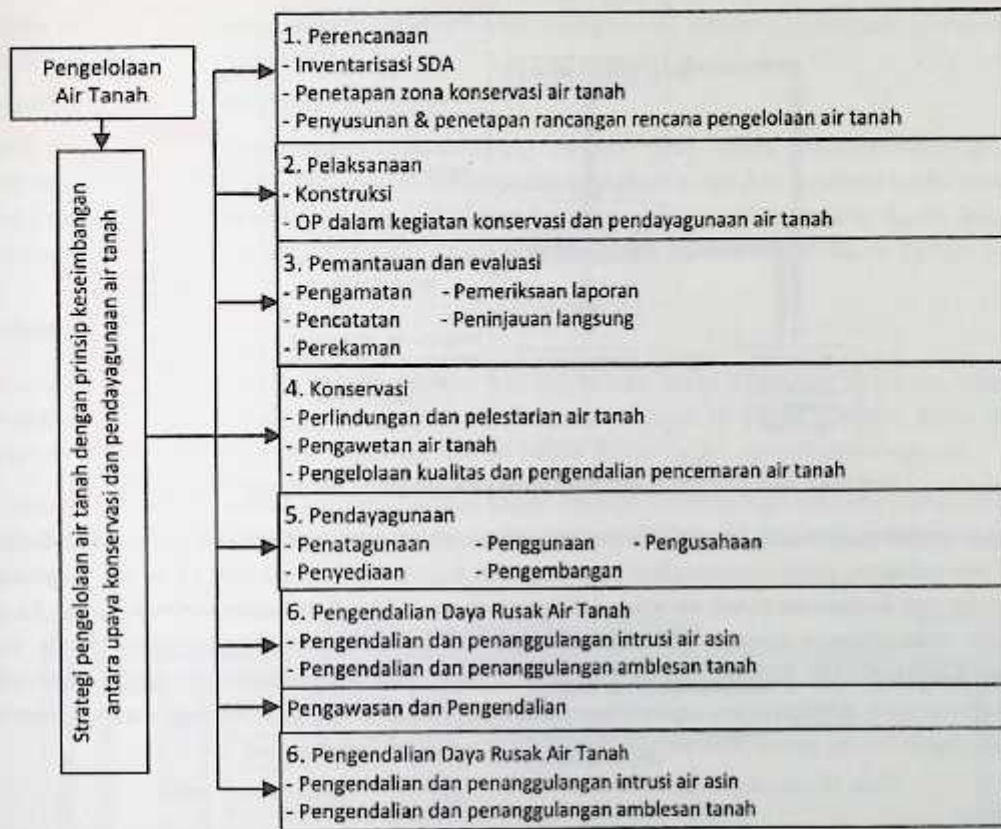 Pengelolaan
Air Tanah
Strategi pengelolaan air tanah dengan prinsip keseimbangan
antara upaya konservasi dan pendayagunaan air tanah
1. Perencanaan
- Inventarisasi SDA
- Penetapan zona konservasi air tanah
- Penyusunan & penetapan rancangan rencana pengelolaan air tanah
2. Pelaksanaan
- Konstruksi
- OP dalam kegiatan konservasi dan pendayagunaan air tanah
3. Pemantauan dan evaluasi
- Pengamatan - Pemeriksaan laporan
- Pencatatan - Peninjauan langsung
- Perekaman
4. Konservasi
- Perlindungan dan pelestarian air tanah
- Pengawetan air tanah
- Pengelolaan kualitas dan pengendalian pencemaran air tanah
5. Pendayagunaan
- Penatagunaan - Penggunaan - Pengusahaan
- Penyediaan - Pengembangan
6. Pengendalian Daya Rusak Air Tanah
- Pengendalian dan penanggulangan intrusi air asin
- Pengendalian dan penanggulangan amblesan tanah
Pengawasan dan Pengendalian
6. Pengendalian Daya Rusak Air Tanah
- Pengendalian dan penanggulangan intrusi air asin
- Pengendalian dan penanggulangan amblesan tanah